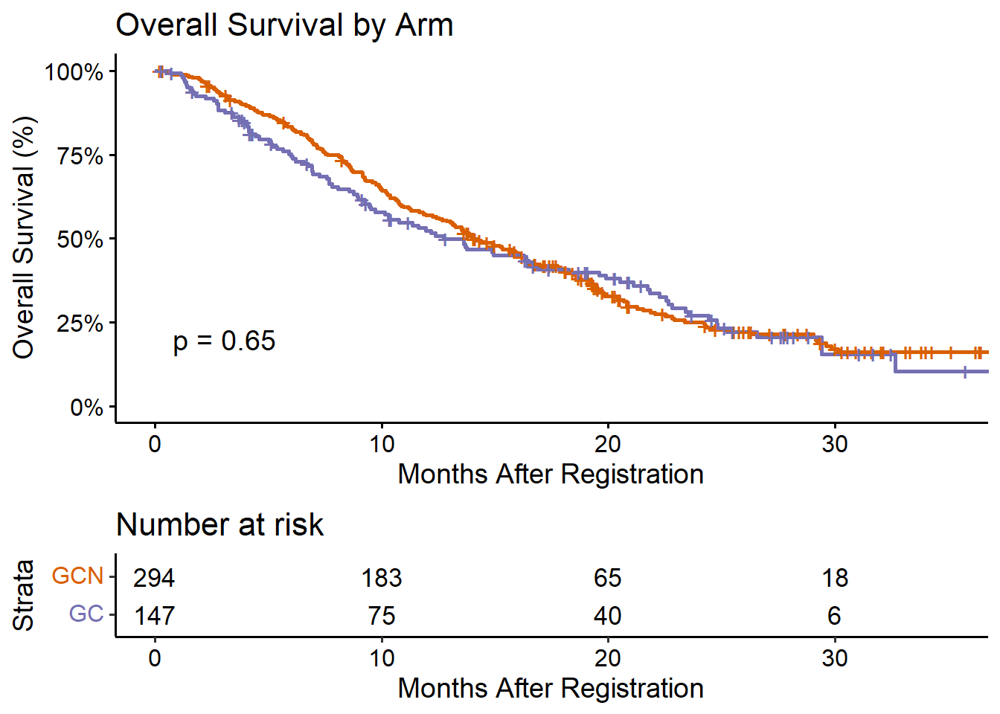 Overall Survival by Arm
Overall Survival (%)
100%
75%
50%
25%
0%
p = 0.65
0 10 20 30
Months After Registration
Number at risk
Strata
GCN 294 183 65 18
GC 147 75 40 6
0 10 20 30
Months After Registration